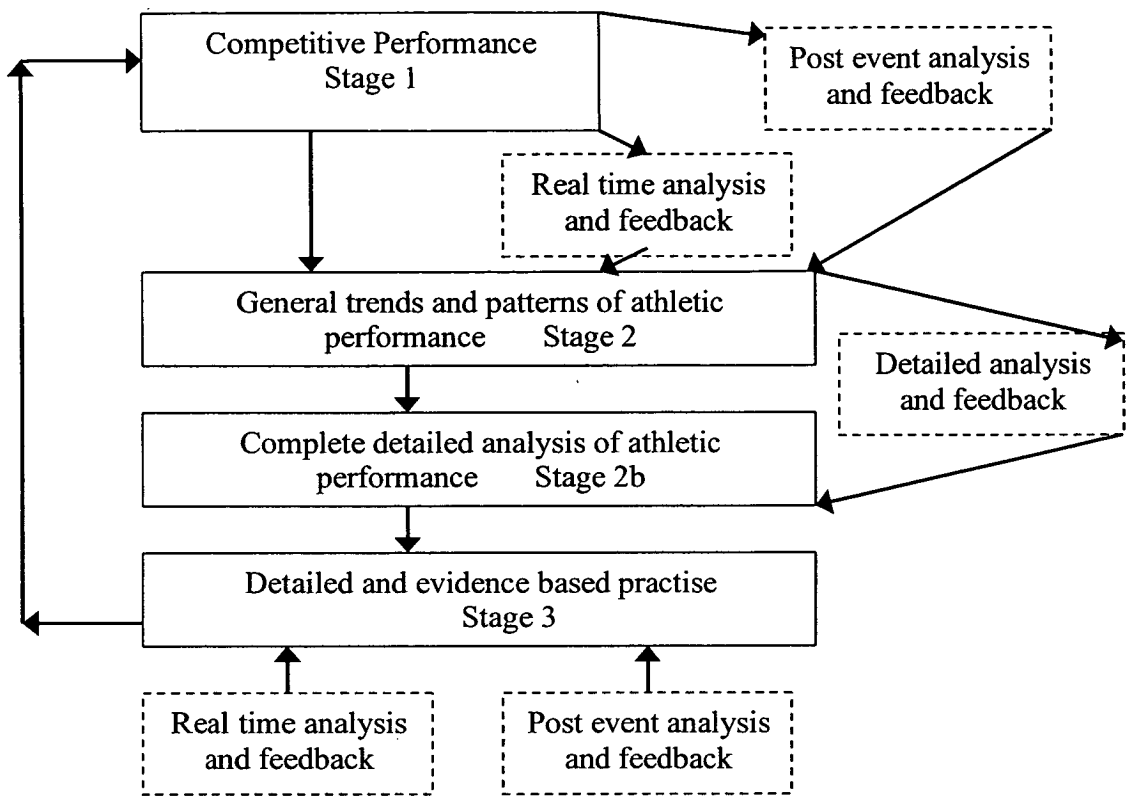 Competitive Performance
Stage 1
Post event analysis
and feedback
Real time analysis
and feedback
General trends and patterns of athletic
performance Stage 2
Detailed analysis
and feedback
Complete detailed analysis of athletic
performance Stage 2b
Detailed and evidence based practise
Stage 3
Real time analysis
and feedback
Post event analysis
and feedback